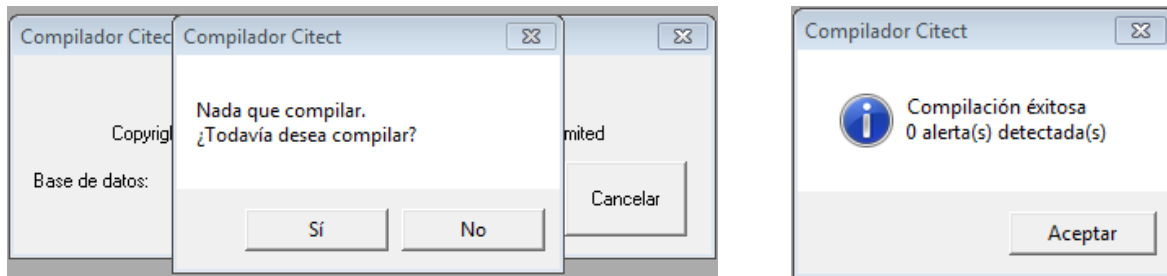 Compilador Citec
Compilador Citect
Nada que compilar.
¿Todavía desea compilar?
Copyrig
mited
Base de datos:
Cancelar
Sí
No
Compilador Citect
Compilación éxitosa
0 alerta(s) detectada(s)
Aceptar